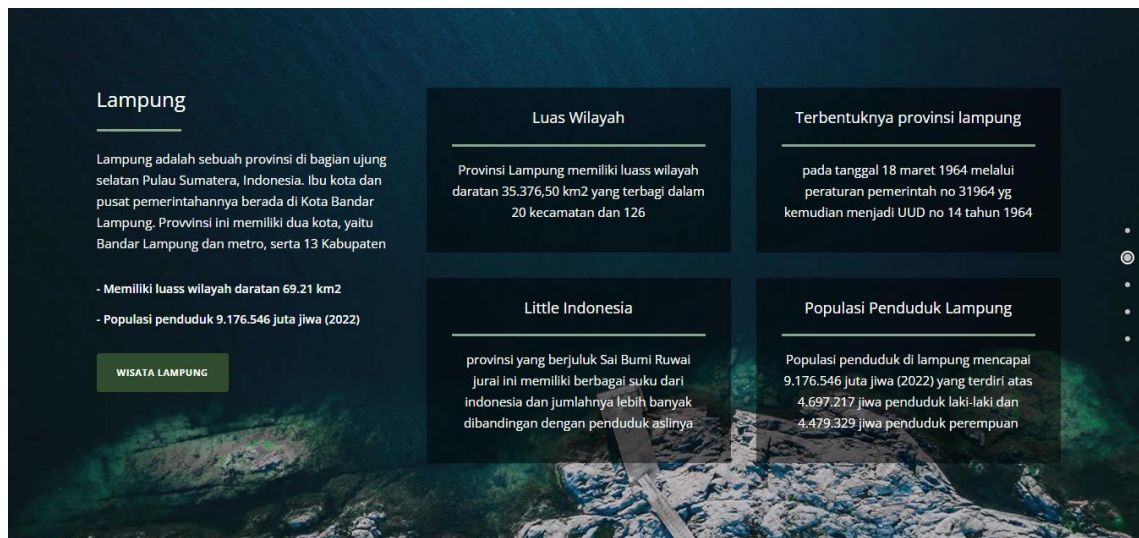 Lampung
Lampung adalah sebuah provinsi di bagian ujung
selatan Pulau Sumatera, Indonesia. Ibu kota dan
pusat pemerintahannya berada di Kota Bandar
Lampung. Provvinsi ini memiliki dua kota, yaitu
Bandar Lampung dan metro, serta 13 Kabupaten
- Memiliki luass wilayah daratan 69.21 km2
- Populasi penduduk 9.176.546 juta jiwa (2022)
WISATA LAMPUNG
Luas Wilayah
Provinsi Lampung memiliki luass wilayah
daratan 35.376,50 km2 yang terbagi dalam
20 kecamatan dan 126
Terbentuknya provinsi lampung
pada tanggal 18 maret 1964 melalui
peraturan pemerintah no 31964 yg
kemudian menjadi UUD no 14 tahun 1964
Little Indonesia
provinsi yang berjuluk Sai Bumi Ruwai
jurai ini memiliki berbagai suku dari
indonesia dan jumlahnya lebih banyak
dibandingan dengan penduduk aslinya
Populasi Penduduk Lampung
Populasi penduduk di lampung mencapai
9.176.546 juta jiwa (2022) yang terdiri atas
4.697.217 jiwa penduduk laki-laki dan
4.479.329 jiwa penduduk perempuan